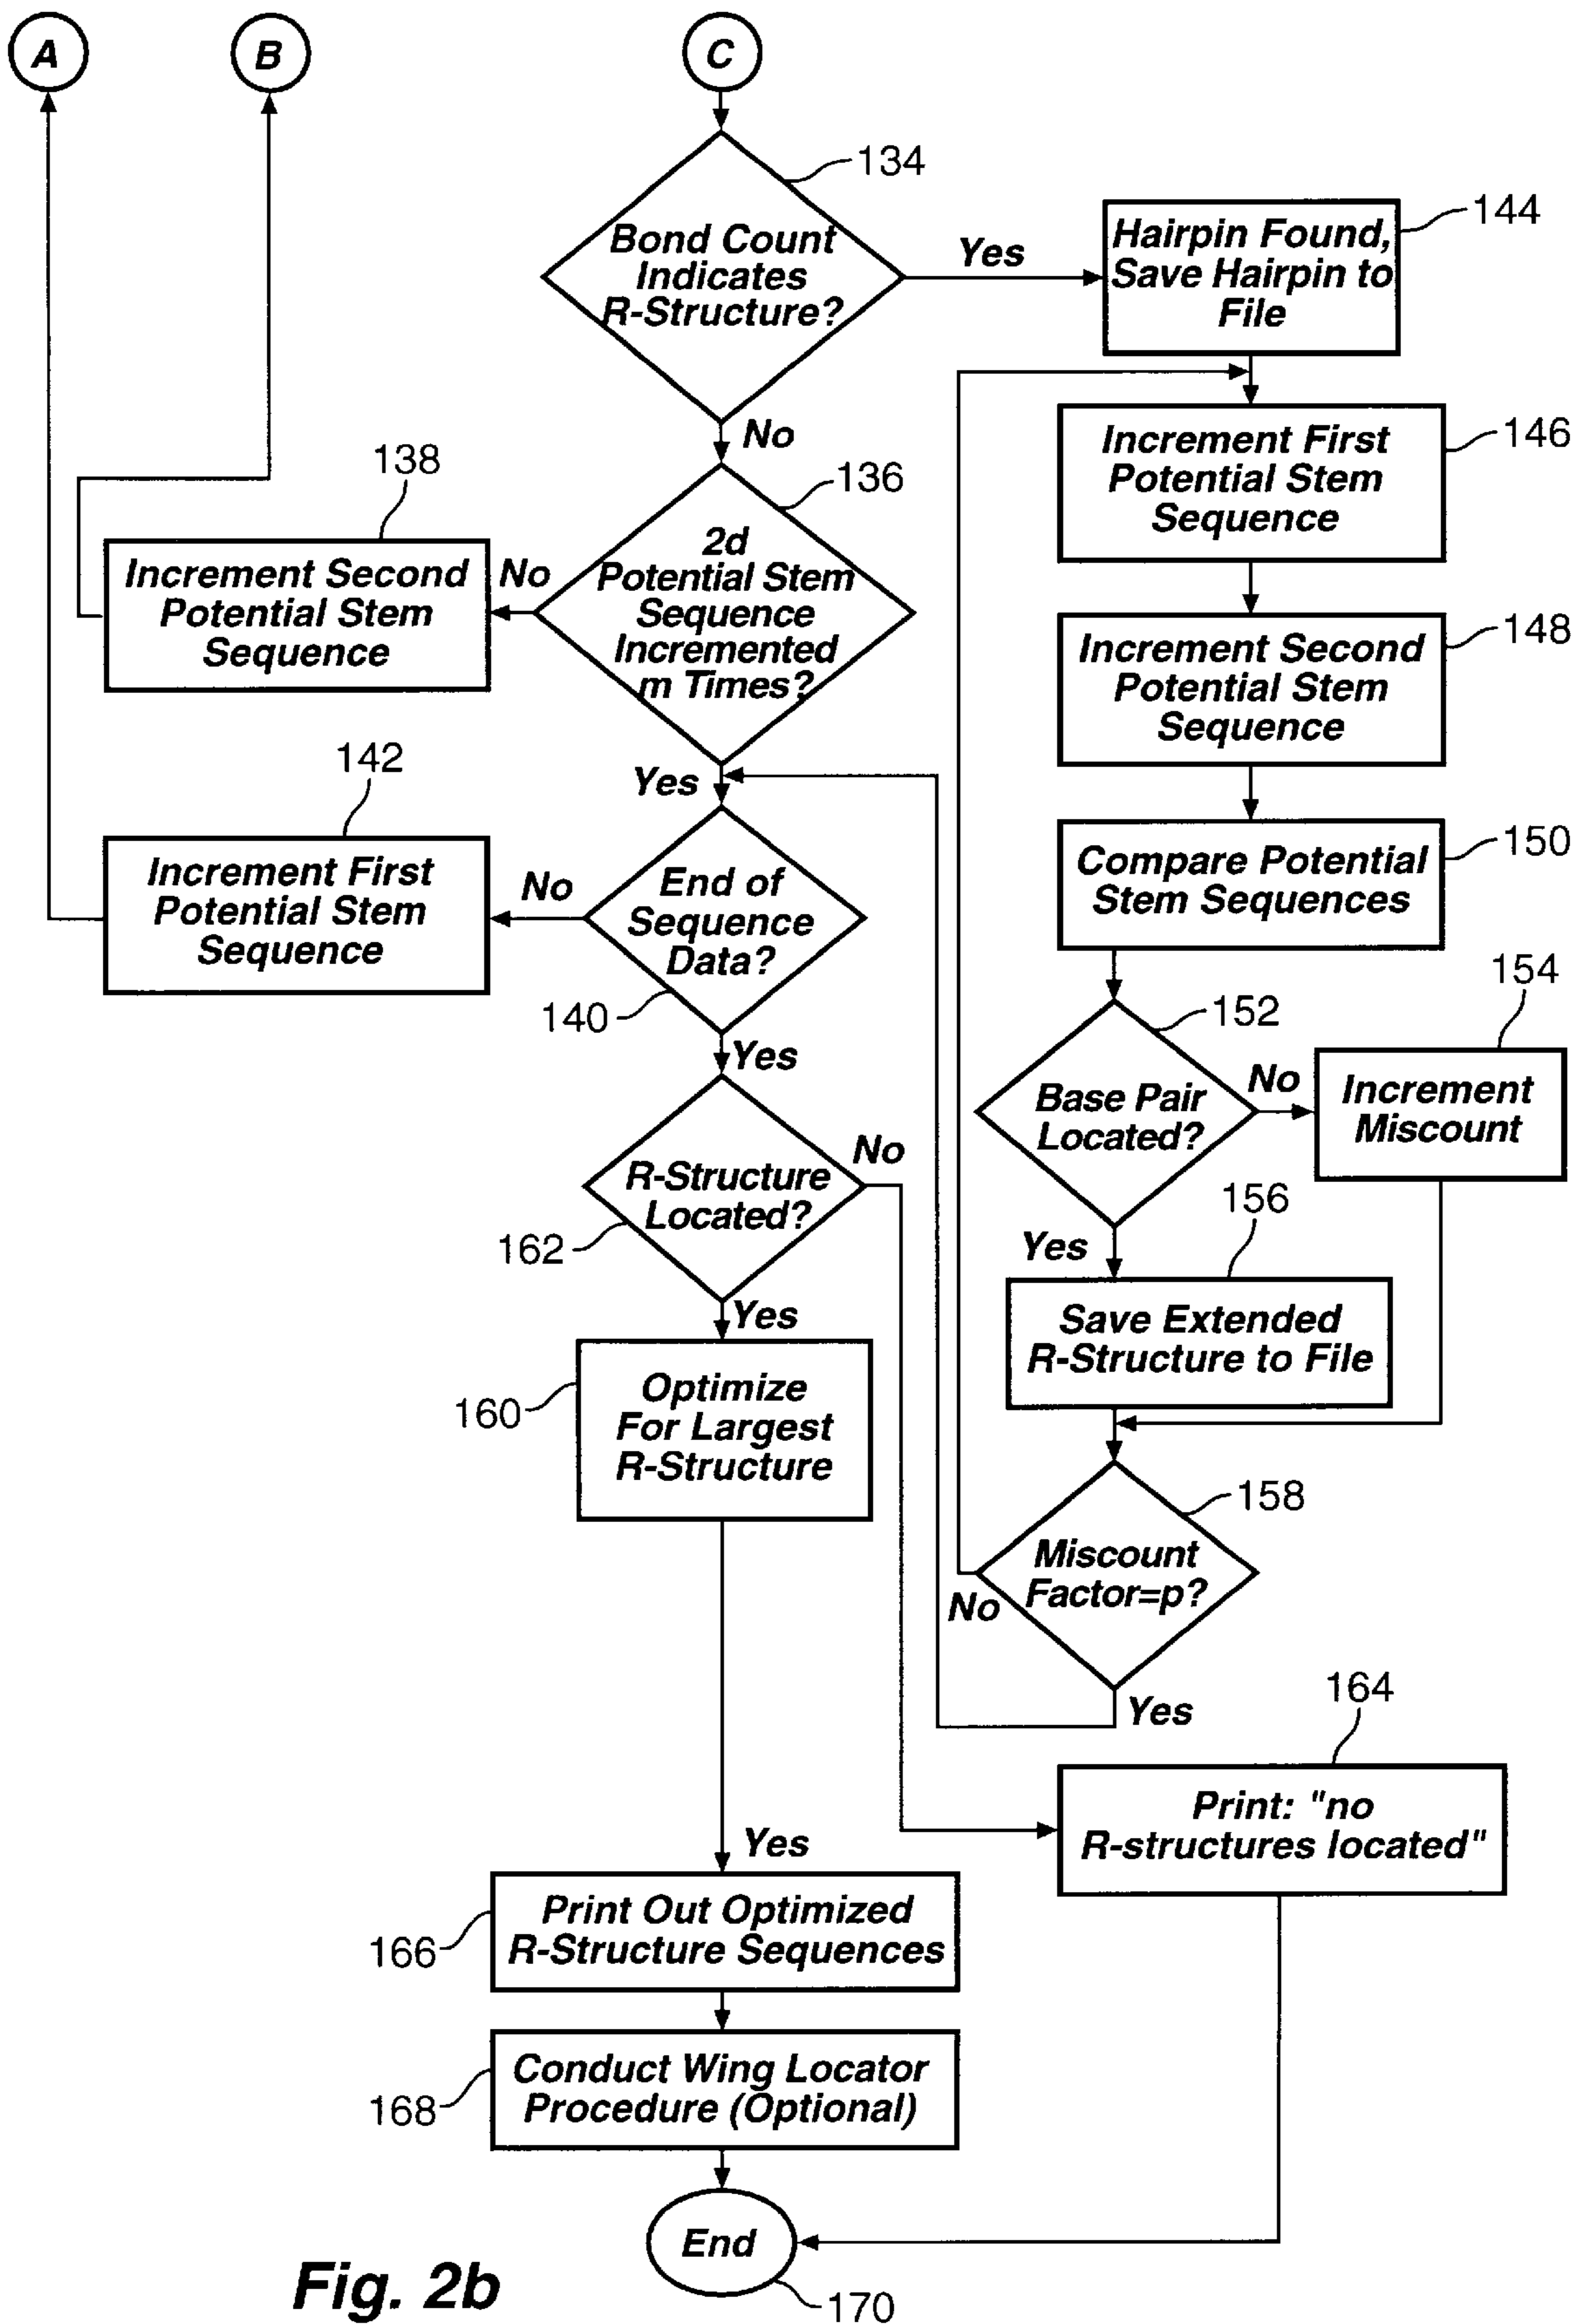 A
B
C
134
Bond Count
Indicates
R-Structure?
Yes
144
Hairpin Found,
Save Hairpin to
File
No
146
Increment First
Potential Stem
Sequence
138
136
2d
Potential Stem
Sequence
Incremented
m Times?
No
Increment Second
Potential Stem
Sequence
148
Increment Second
Potential Stem
Sequence
142
Yes
Increment First
Potential Stem
Sequence
No
End of
Sequence
Data?
140
150
Compare Potential
Stem Sequences
154
152
Yes
Base Pair
Located?
No
Increment
Miscount
No
R-Structure
Located?
162
156
Yes
Save Extended
R-Structure to File
Yes
160
Optimize
For Largest
R-Structure
158
Miscount
Factor=p?
No
Yes
164
Print: "no
R-structures located"
Yes
166
Print Out Optimized
R-Structure Sequences
168
Conduct Wing Locator
Procedure (Optional)
End
170
Fig. 2b